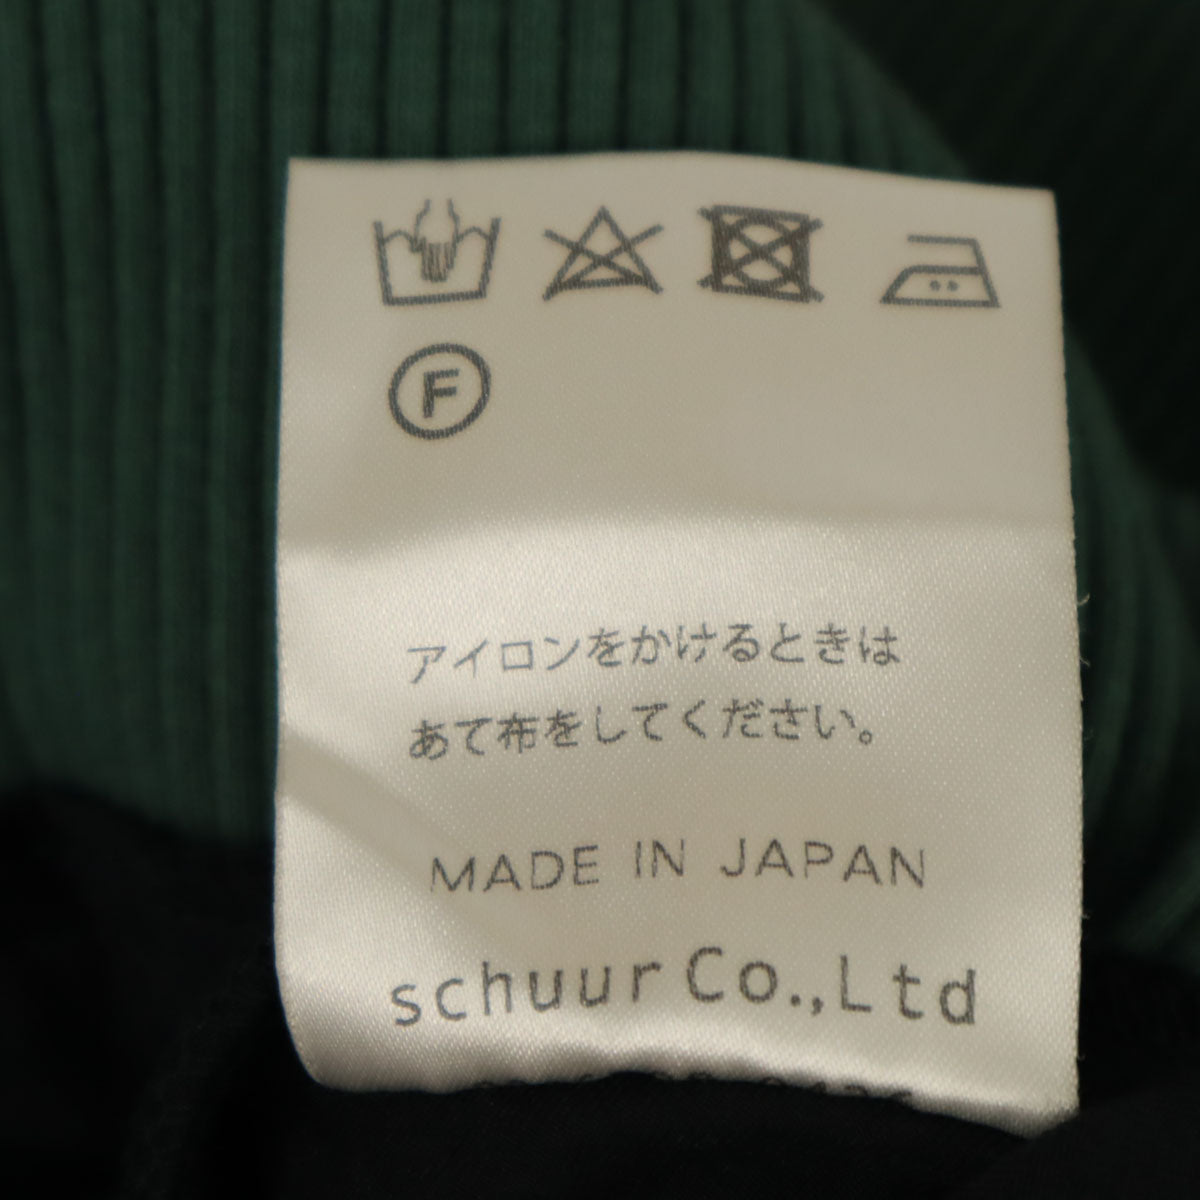 F
アイロンをかけるときは
あて布をしてください。
MADE IN JAPAN
schuur Co.,Ltd